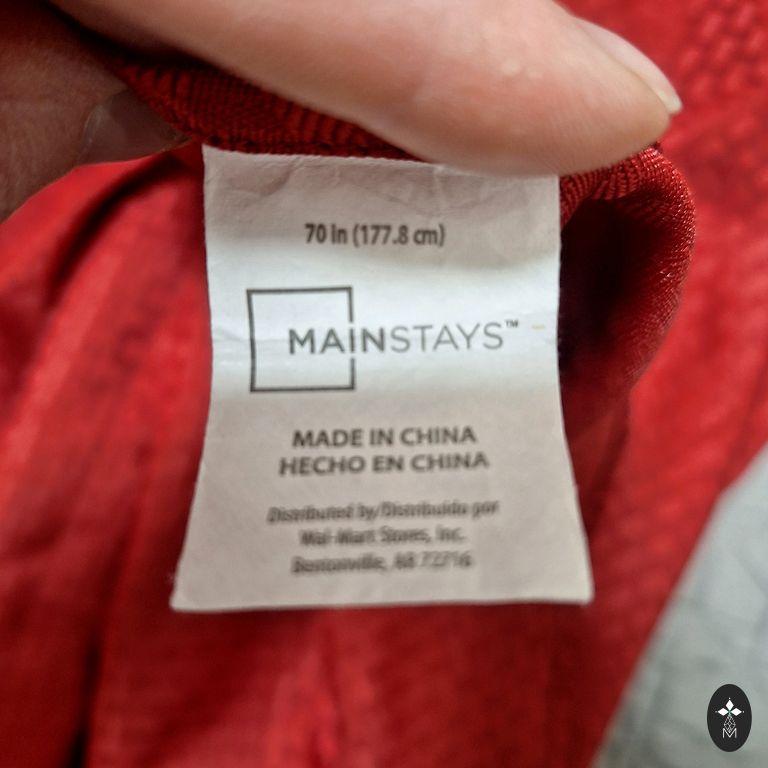 70 in (177.8 cm)
MAINSTAYS™
MADE IN CHINA
HECHO EN CHINA
Distributed by/Distribuido por
Wal-Mart Stores, Inc.
Bentonville, AR 72716
M